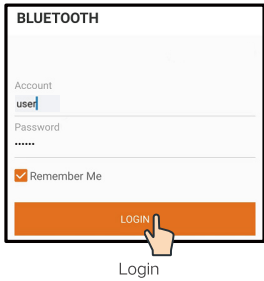 BLUETOOTH
Account
user
Password
••••••
Remember Me
LOGIN
Login